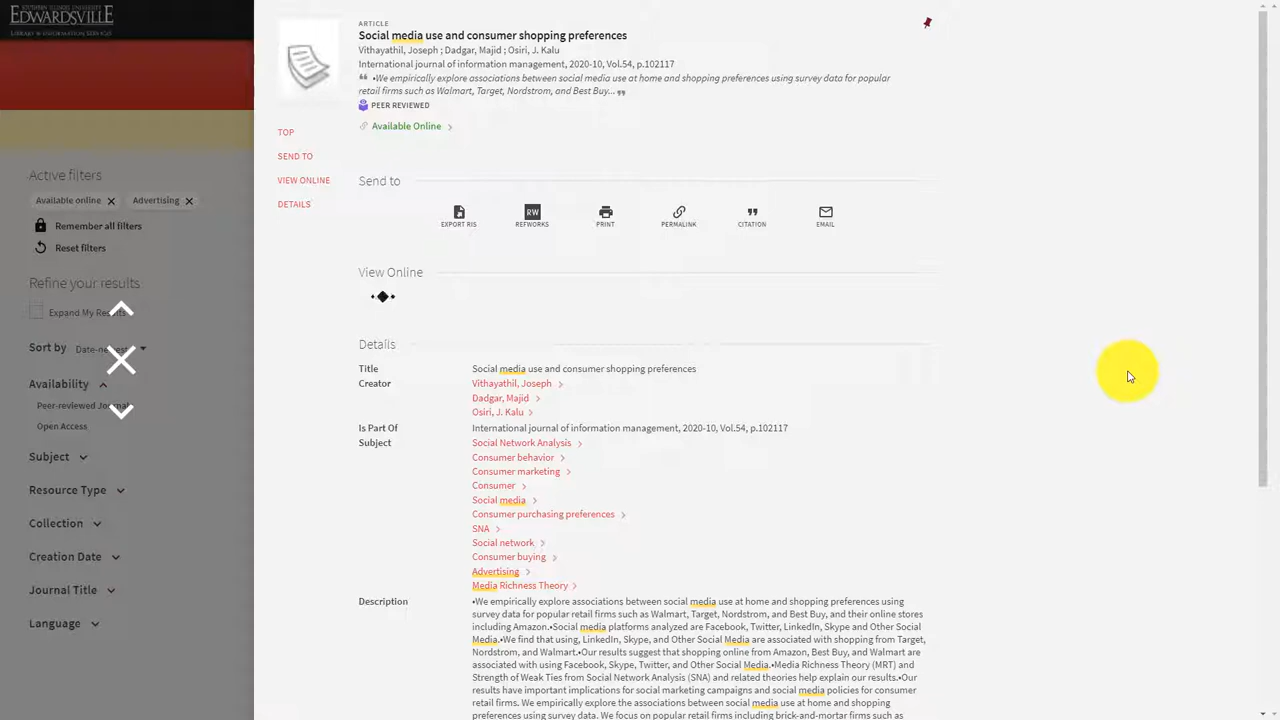 SOUTHERN ILLINOIS UNIVERSITY
EDWARDSVILLE
LIBRARY & INFORMATION SERVICES
Active filters
Available online
Advertising
Remember all filters
Reset filters
Refine your results
Expand My Results
Sort by Date-newest
Availability
Peer-reviewed Journal
Open Access
Subject
Resource Type
Collection
Creation Date
Journal Title
Language
TOP
SEND TO
VIEW ONLINE
DETAILS
ARTICLE
Social media use and consumer shopping preferences
Vithayathil, Joseph ; Dadgar, Majid ; Osiri, J. Kalu
International journal of information management, 2020-10, Vol.54, p.102117
“ •We empirically explore associations between social media use at home and shopping preferences using survey data for popular
retail firms such as Walmart, Target, Nordstrom, and Best Buy... ”
PEER REVIEWED
Available Online
Send to
EXPORT RIS
RW
REFWORKS
PRINT
PERMALINK
CITATION
EMAIL
View Online
Details
Title Social media use and consumer shopping preferences
Creator Vithayathil, Joseph
Dadgar, Majid
Osiri, J. Kalu
Is Part Of International journal of information management, 2020-10, Vol.54, p.102117
Subject Social Network Analysis
Consumer behavior
Consumer marketing
Consumer
Social media
Consumer purchasing preferences
SNA
Social network
Consumer buying
Advertising
Media Richness Theory
Description •We empirically explore associations between social media use at home and shopping preferences using
survey data for popular retail firms such as Walmart, Target, Nordstrom, and Best Buy, and their online stores
including Amazon.•Social media platforms analyzed are Facebook, Twitter, LinkedIn, Skype and Other Social
Media.•We find that using, LinkedIn, Skype, and Other Social Media are associated with shopping from Target,
Nordstrom, and Walmart.•Our results suggest that shopping online from Amazon, Best Buy, and Walmart are
associated with using Facebook, Skype, Twitter, and Other Social Media.•Media Richness Theory (MRT) and
Strength of Weak Ties from Social Network Analysis (SNA) and related theories help explain our results.•Our
results have important implications for social marketing campaigns and social media policies for consumer
retail firms. We empirically explore the associations between social media use at home and shopping
preferences using survey data. We focus on popular retail firms including brick-and-mortar firms such as